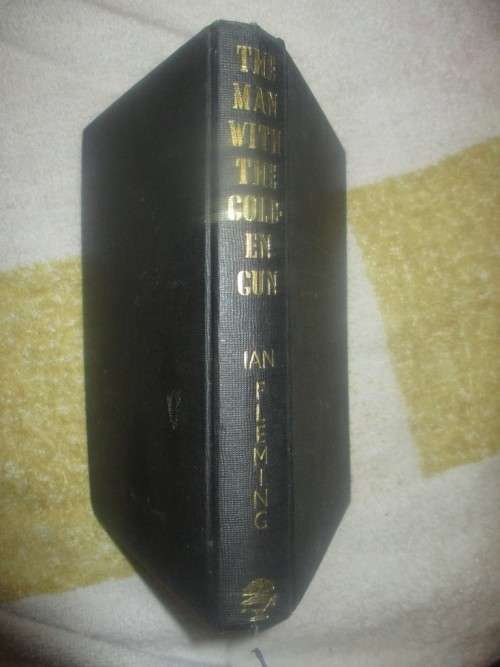 THE
MAN
WITH
THE
GOLD-
EN
GUN
IAN
FLEMING